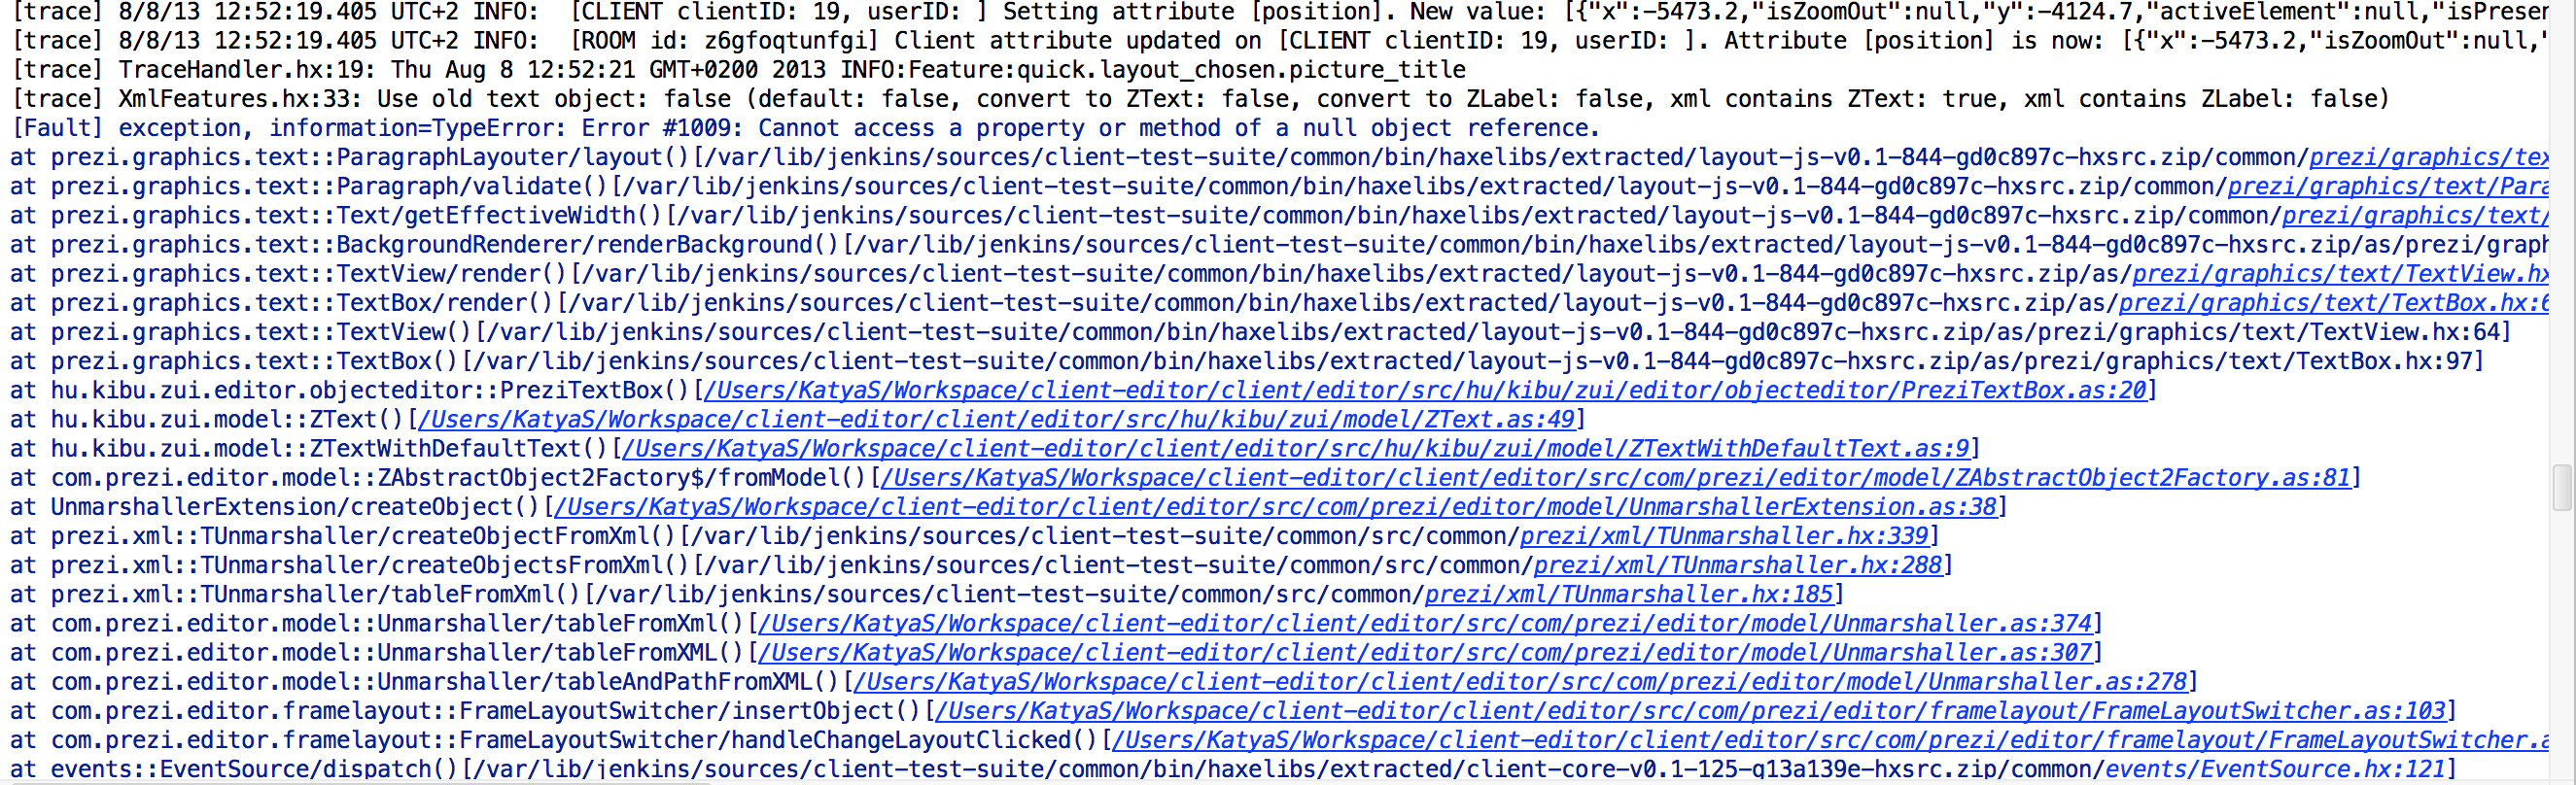 [trace] 8/8/13 12:52:19.405 UTC+2 INFO:  [CLIENT clientID: 19, userID: ] Setting attribute [position]. New value: [{"x":-5473.2,"isZoomOut":null,"y":-4124.7,"activeElement":null,"isPreser
[trace] 8/8/13 12:52:19.405 UTC+2 INFO:  [ROOM id: z6gfoqtunfgi] Client attribute updated on [CLIENT clientID: 19, userID: ]. Attribute [position] is now: [{"x":-5473.2,"isZoomOut":null,"
[trace] TraceHandler.hx:19: Thu Aug 8 12:52:21 GMT+0200 2013 INFO:Feature:quick.layout_chosen.picture_title
[trace] XmlFeatures.hx:33: Use old text object: false (default: false, convert to ZText: false, convert to ZLabel: false, xml contains ZText: true, xml contains ZLabel: false)
[Fault] exception, information=TypeError: Error #1009: Cannot access a property or method of a null object reference.
at prezi.graphics.text::ParagraphLayouter/layout()[/var/lib/jenkins/sources/client-test-suite/common/bin/haxelibs/extracted/layout-js-v0.1-844-gd0c897c-hxsrc.zip/common/prezi/graphics/tex
at prezi.graphics.text::Paragraph/validate()[/var/lib/jenkins/sources/client-test-suite/common/bin/haxelibs/extracted/layout-js-v0.1-844-gd0c897c-hxsrc.zip/common/prezi/graphics/text/Para
at prezi.graphics.text::Text/getEffectiveWidth()[/var/lib/jenkins/sources/client-test-suite/common/bin/haxelibs/extracted/layout-js-v0.1-844-gd0c897c-hxsrc.zip/common/prezi/graphics/text/
at prezi.graphics.text::BackgroundRenderer/renderBackground()[/var/lib/jenkins/sources/client-test-suite/common/bin/haxelibs/extracted/layout-js-v0.1-844-gd0c897c-hxsrc.zip/as/prezi/graph
at prezi.graphics.text::TextView/render()[/var/lib/jenkins/sources/client-test-suite/common/bin/haxelibs/extracted/layout-js-v0.1-844-gd0c897c-hxsrc.zip/as/prezi/graphics/text/TextView.hx
at prezi.graphics.text::TextBox/render()[/var/lib/jenkins/sources/client-test-suite/common/bin/haxelibs/extracted/layout-js-v0.1-844-gd0c897c-hxsrc.zip/as/prezi/graphics/text/TextBox.hx:6
at prezi.graphics.text::TextView()[/var/lib/jenkins/sources/client-test-suite/common/bin/haxelibs/extracted/layout-js-v0.1-844-gd0c897c-hxsrc.zip/as/prezi/graphics/text/TextView.hx:64]
at prezi.graphics.text::TextBox()[/var/lib/jenkins/sources/client-test-suite/common/bin/haxelibs/extracted/layout-js-v0.1-844-gd0c897c-hxsrc.zip/as/prezi/graphics/text/TextBox.hx:97]
at hu.kibu.zui.editor.objecteditor::PreziTextBox()[/Users/KatyaS/Workspace/client-editor/client/editor/src/hu/kibu/zui/editor/objecteditor/PreziTextBox.as:20]
at hu.kibu.zui.model::ZText()[/Users/KatyaS/Workspace/client-editor/client/editor/src/hu/kibu/zui/model/ZText.as:49]
at hu.kibu.zui.model::ZTextWithDefaultText()[/Users/KatyaS/Workspace/client-editor/client/editor/src/hu/kibu/zui/model/ZTextWithDefaultText.as:9]
at com.prezi.editor.model::ZAbstractObject2Factory$/fromModel()[/Users/KatyaS/Workspace/client-editor/client/editor/src/com/prezi/editor/model/ZAbstractObject2Factory.as:81]
at UnmarshallerExtension/createObject()[/Users/KatyaS/Workspace/client-editor/client/editor/src/com/prezi/editor/model/UnmarshallerExtension.as:38]
at prezi.xml::TUnmarshaller/createObjectFromXml()[/var/lib/jenkins/sources/client-test-suite/common/src/common/prezi/xml/TUnmarshaller.hx:339]
at prezi.xml::TUnmarshaller/createObjectsFromXml()[/var/lib/jenkins/sources/client-test-suite/common/src/common/prezi/xml/TUnmarshaller.hx:288]
at prezi.xml::TUnmarshaller/tableFromXml()[/var/lib/jenkins/sources/client-test-suite/common/src/common/prezi/xml/TUnmarshaller.hx:185]
at com.prezi.editor.model::Unmarshaller/tableFromXml()[/Users/KatyaS/Workspace/client-editor/client/editor/src/com/prezi/editor/model/Unmarshaller.as:374]
at com.prezi.editor.model::Unmarshaller/tableFromXML()[/Users/KatyaS/Workspace/client-editor/client/editor/src/com/prezi/editor/model/Unmarshaller.as:307]
at com.prezi.editor.model::Unmarshaller/tableAndPathFromXML()[/Users/KatyaS/Workspace/client-editor/client/editor/src/com/prezi/editor/model/Unmarshaller.as:278]
at com.prezi.editor.framelayout::FrameLayoutSwitcher/insertObject()[/Users/KatyaS/Workspace/client-editor/client/editor/src/com/prezi/editor/framelayout/FrameLayoutSwitcher.as:103]
at com.prezi.editor.framelayout::FrameLayoutSwitcher/handleChangeLayoutClicked()[/Users/KatyaS/Workspace/client-editor/client/editor/src/com/prezi/editor/framelayout/FrameLayoutSwitcher.a
at events::EventSource/dispatch()[/var/lib/jenkins/sources/client-test-suite/common/bin/haxelibs/extracted/client-core-v0.1-125-g13a139e-hxsrc.zip/common/events/EventSource.hx:121]